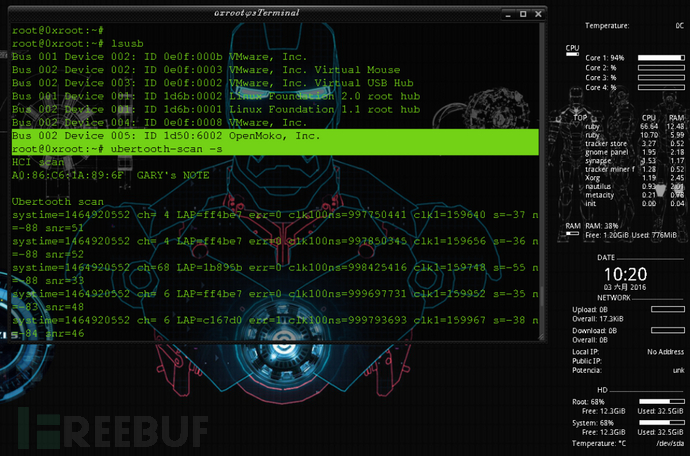 0xroot@s3Terminal
root@0xroot:~#
root@0xroot:~# lsusb
Bus 001 Device 002: ID 0e0f:000b VMware, Inc.
Bus 002 Device 002: ID 0e0f:0003 VMware, Inc. Virtual Mouse
Bus 002 Device 003: ID 0e0f:0002 VMware, Inc. Virtual USB Hub
Bus 001 Device 001: ID 1d6b:0002 Linux Foundation 2.0 root hub
Bus 002 Device 001: ID 1d6b:0001 Linux Foundation 1.1 root hub
Bus 002 Device 004: ID 0e0f:0008 VMware, Inc.
Bus 002 Device 005: ID 1d50:6002 OpenMoko, Inc.
root@0xroot:~# ubertooth-scan -s
HCI scan
A0:86:C6:1A:89:6F GARY's NOTE
Ubertooth scan
systime=1464920552 ch= 4 LAP=ff4be7 err=0 clk100ns=997750441 clk1=159640 s=-37 n
=-88 snr=51
systime=1464920552 ch= 4 LAP=ff4be7 err=0 clk100ns=997850345 clk1=159656 s=-36 n
=-88 snr=52
systime=1464920552 ch=68 LAP=1b895b err=0 clk100ns=998425416 clk1=159748 s=-55 n
=-88 snr=33
systime=1464920552 ch= 6 LAP=ff4be7 err=0 clk100ns=999697731 clk1=159952 s=-35 n
=-83 snr=48
systime=1464920552 ch= 6 LAP=c167d0 err=1 clk100ns=999793693 clk1=159967 s=-38 n
=-84 snr=46
Temperature: 0C
CPU
Core 1: 94%
Core 2: %
Core 3: %
Core 4: %
TOP CPU RAM
ruby 66.64 12.48
ruby 10.70 5.99
tracker store 3.27 0.52
gnome panel 1.95 2.18
synapse 1.53 1.17
tracker miner f 1.28 0.52
Xorg 1.19 2.45
nautilus 0.93
metacity 0.21
init 0.00 0.04
RAM RAM: 38%
Free: 1.20GiB Used: 776MiB
DATE
10:20
03 六月 2016
NETWORK
Upload: 0B
Overall: 17.3KiB
Download: 0B
Overall: 0B
Local IP: No Address
Public IP:
Potencia: unk
HD
Root: 68%
Free: 12.3GiB Used: 32.5GiB
System: 68%
Free: 12.3GiB Used: 32.5GiB
Temperature: °C /dev/sda
FREEBUF